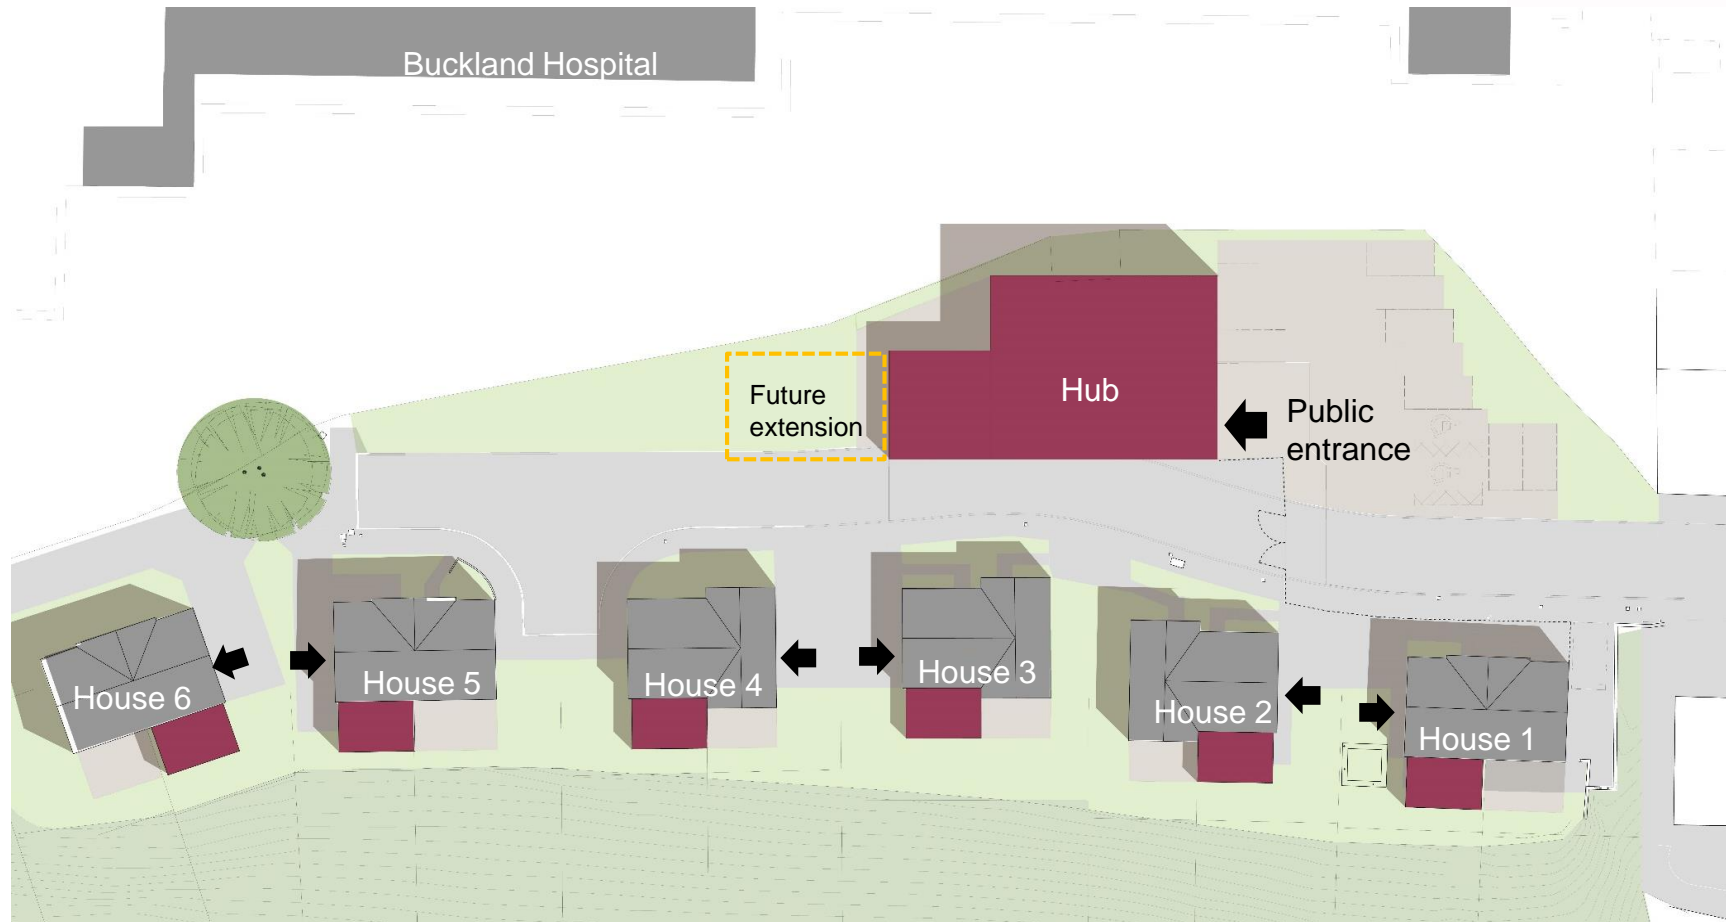 Buckland Hospital
Hub
Future
extension
Public
entrance
House 6
House 5
House 4
House 3
House 2
House 1